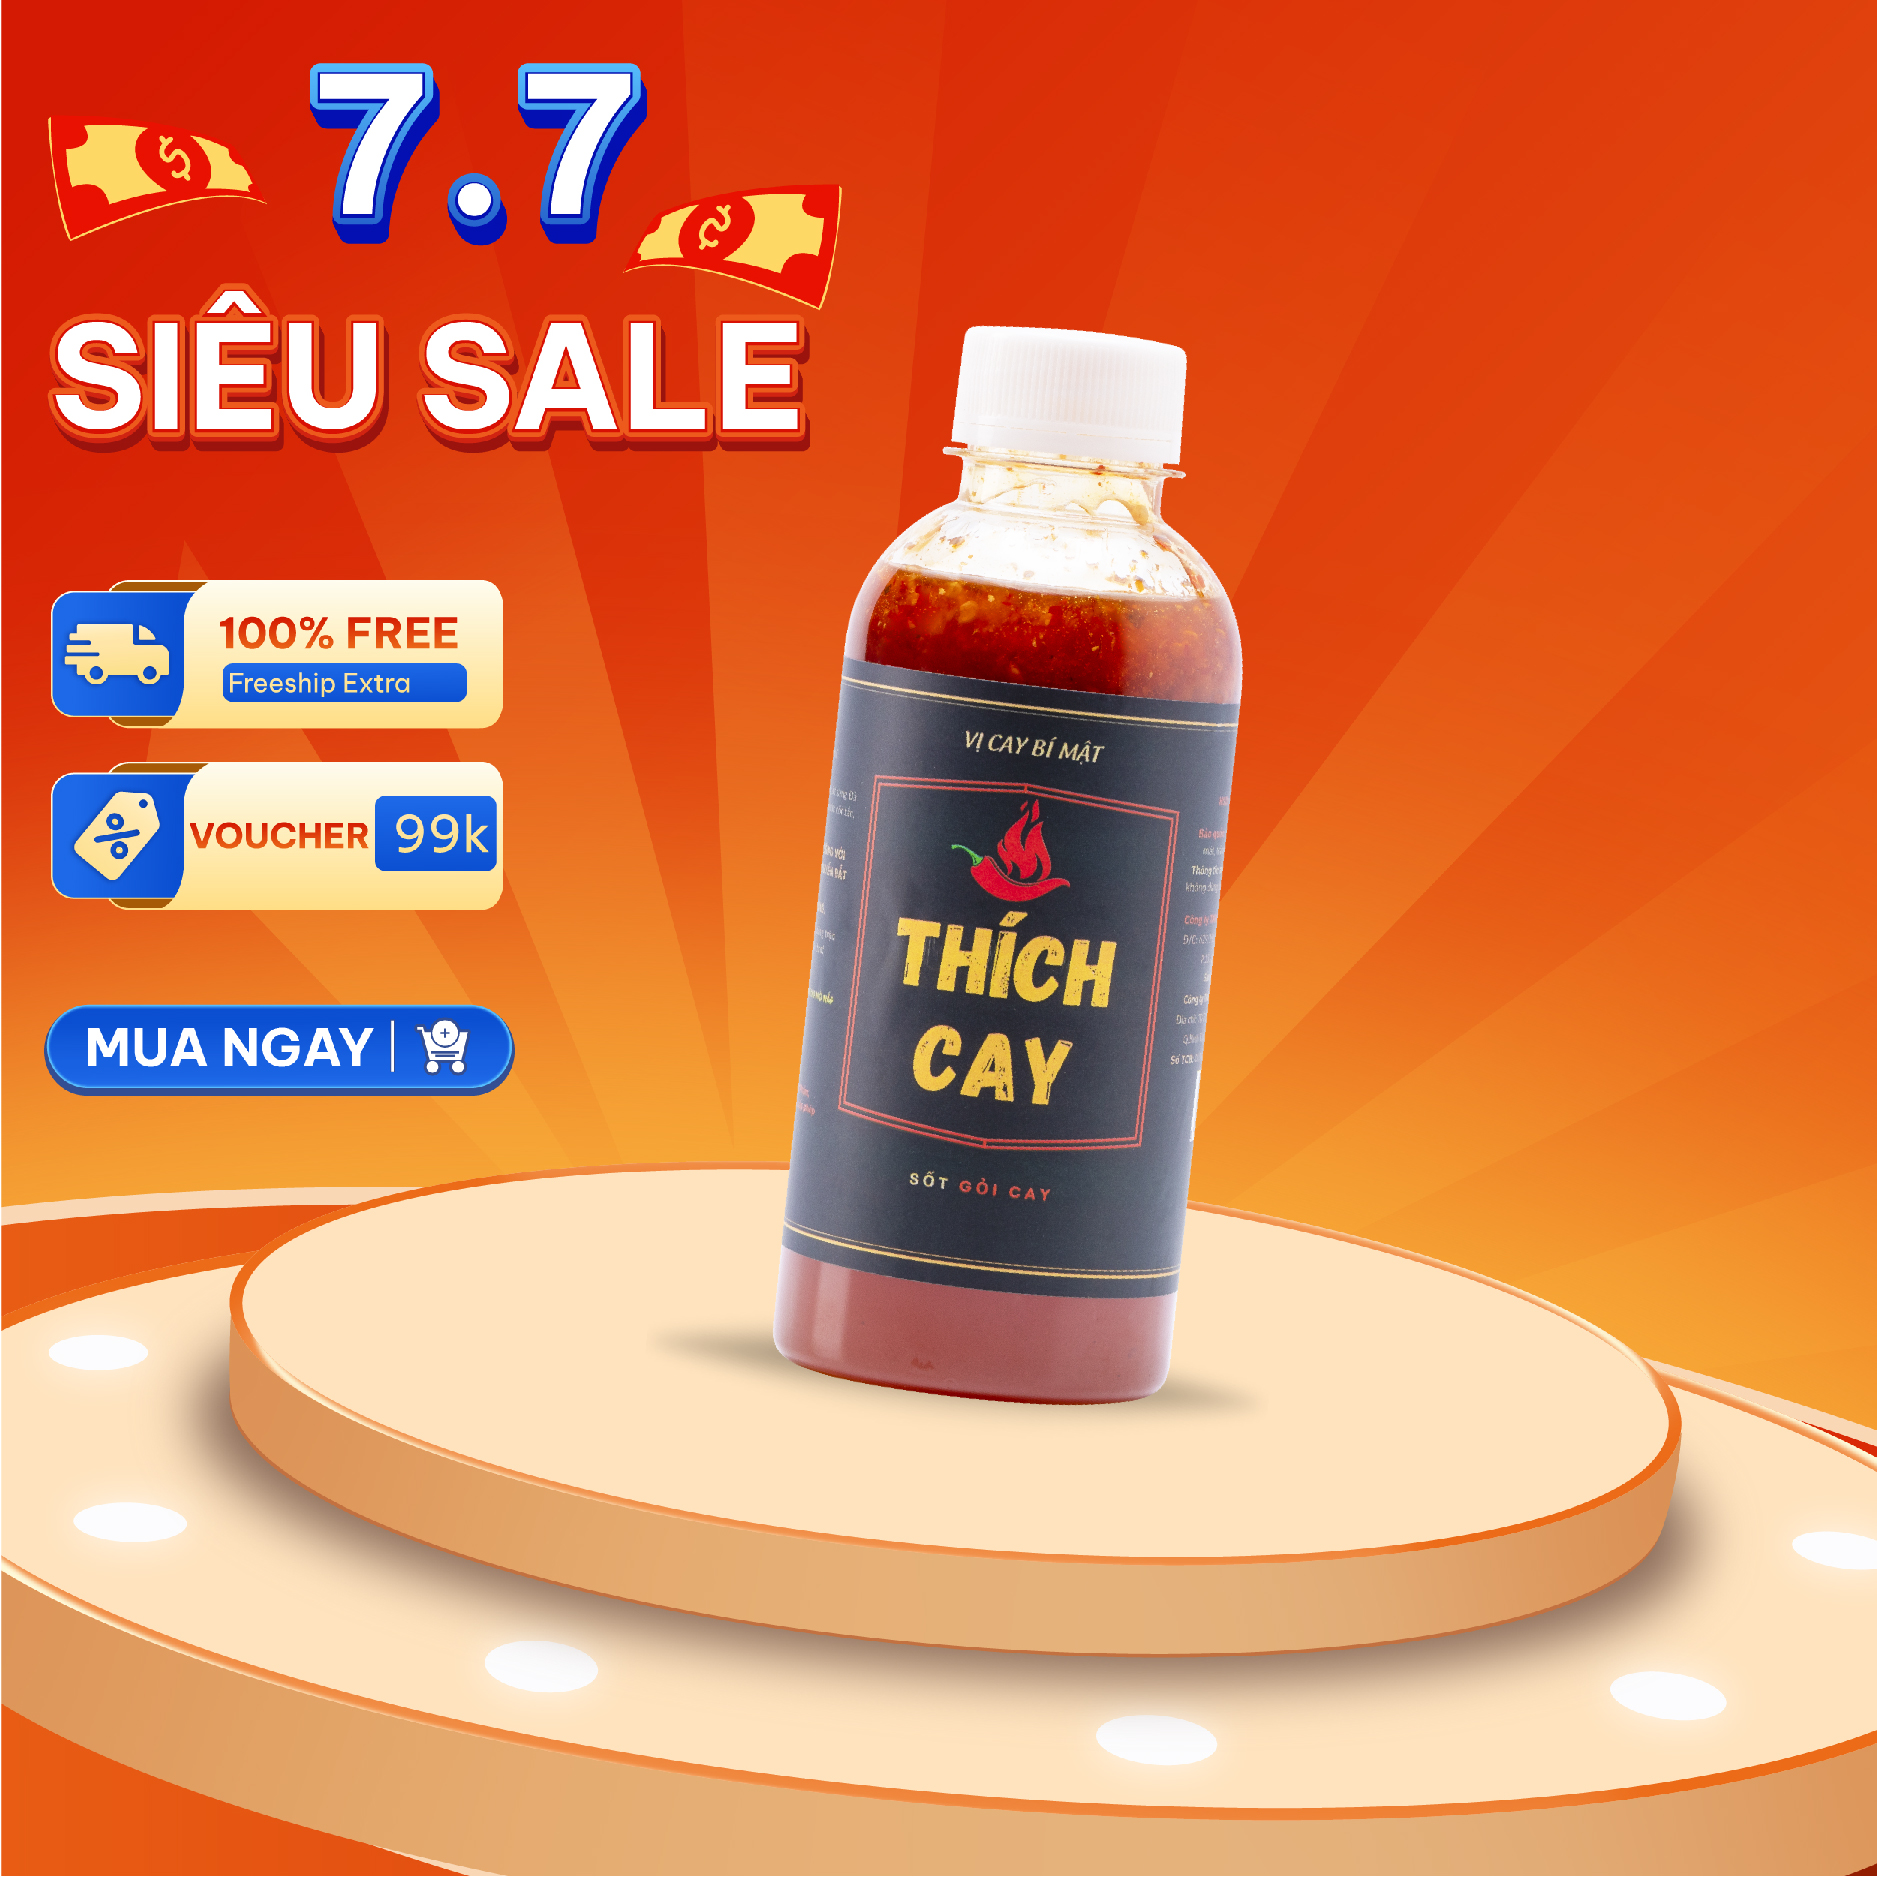 7.7
SIÊU SALE
100% FREE
Freeship Extra
VOUCHER 99k
MUA NGAY
VỊ CAY BÍ MẬT
THÍCH
CAY
SỐT GỎI CAY